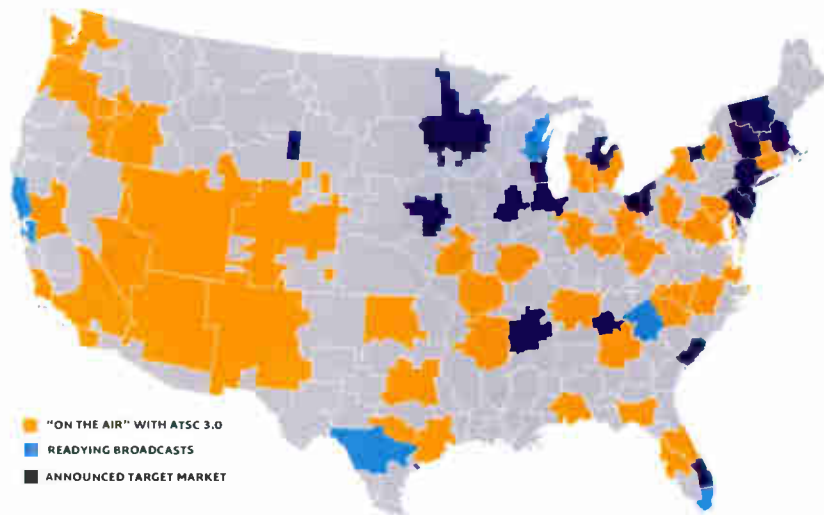 "ON THE AIR" WITH ATSC 3.0
READYING BROADCASTS
ANNOUNCED TARGET MARKET